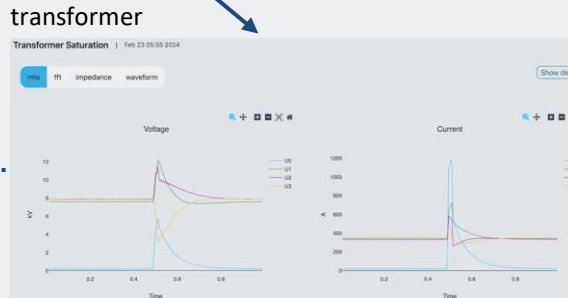 transformer
Transformer Saturation | Feb 23 05:55 2024
rms fft impedance waveform
Show de
Voltage
Current
kV
12
10
8
6
4
2
0
0.2 0.4 0.6 0.8
Time
U0
U1
U2
U3
A
1200
1000
800
600
400
200
0
0.2 0.4 0.6 0.8
Time